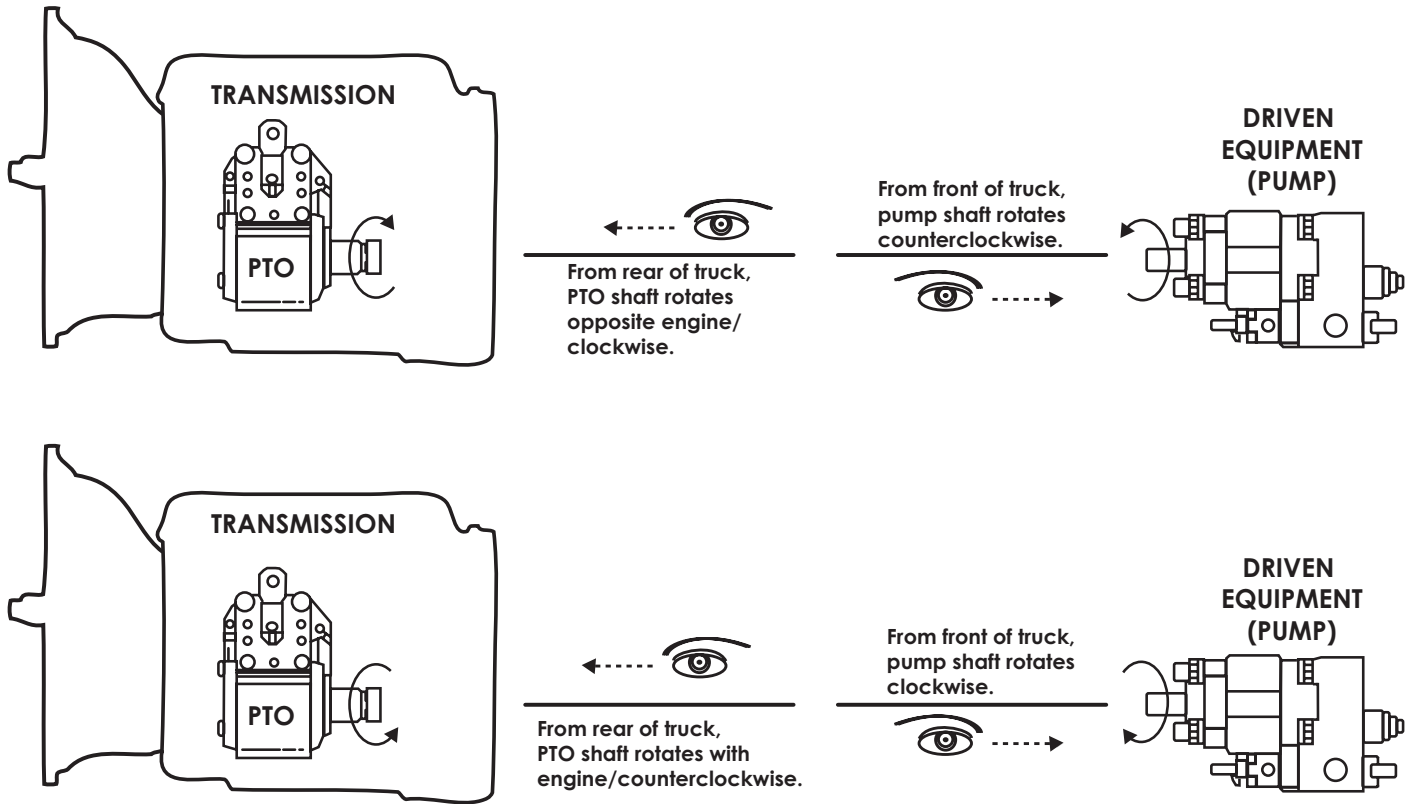 TRANSMISSION
PTO
From rear of truck,
PTO shaft rotates
opposite engine/
clockwise.
From front of truck,
pump shaft rotates
counterclockwise.
DRIVEN
EQUIPMENT
(PUMP)
TRANSMISSION
PTO
From rear of truck,
PTO shaft rotates with
engine/counterclockwise.
From front of truck,
pump shaft rotates
clockwise.
DRIVEN
EQUIPMENT
(PUMP)